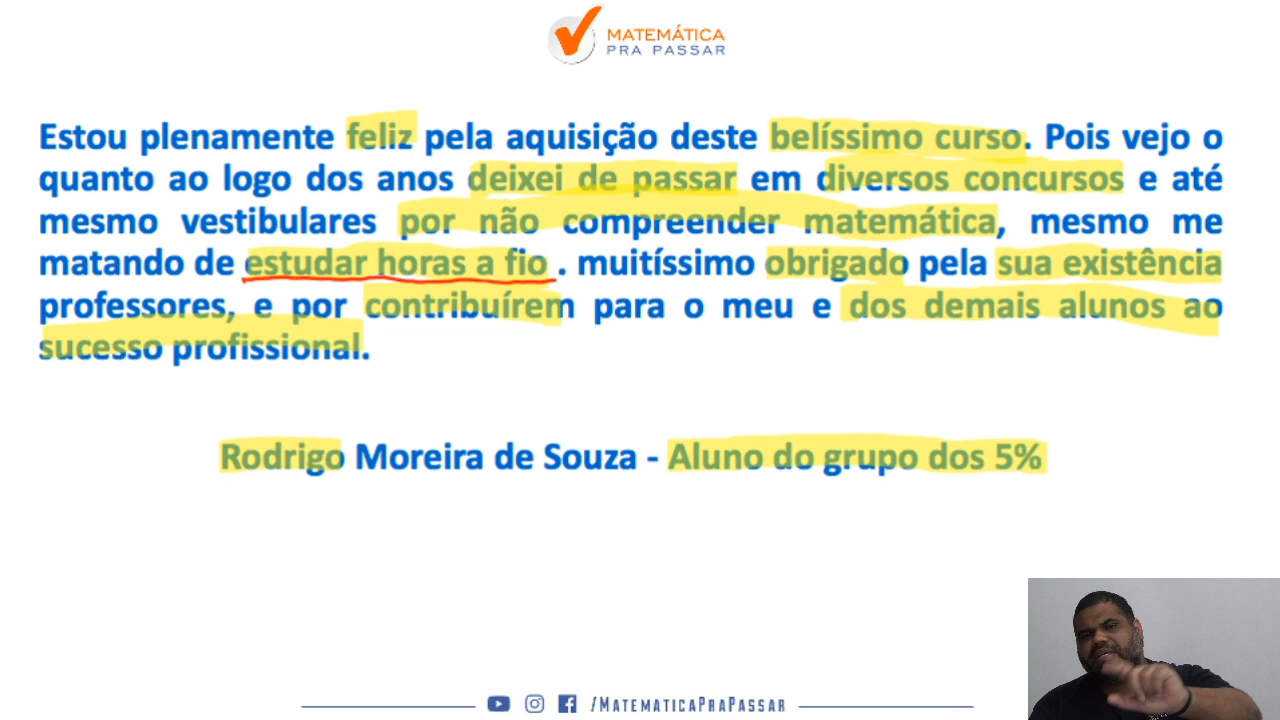 MATEMÁTICA
PRA PASSAR
Estou plenamente feliz pela aquisição deste belíssimo curso. Pois vejo o
quanto ao logo dos anos deixei de passar em diversos concursos e até
mesmo vestibulares por não compreender matemática, mesmo me
matando de estudar horas a fio . muitíssimo obrigado pela sua existência
professores, e por contribuírem para o meu e dos demais alunos ao
sucesso profissional.
Rodrigo Moreira de Souza - Aluno do grupo dos 5%
/MATEMATICAPRAPASSAR